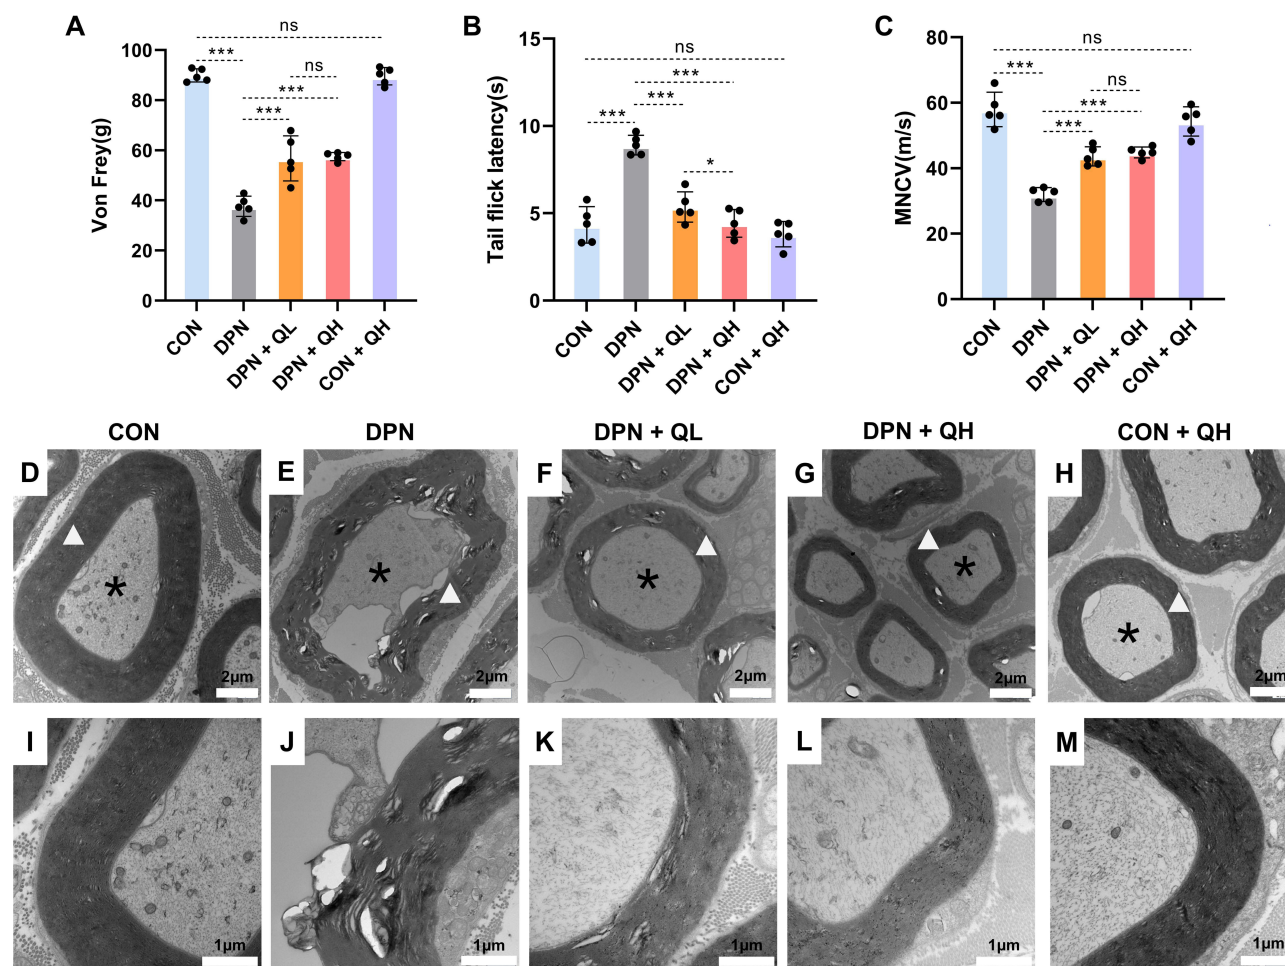 A
B
C
Von Frey(g)
100
80
60
40
20
0
ns
***
ns
***
***
CON
DPN
DPN + QL
DPN + QH
CON + QH
Tail flick latency(s)
15
10
5
0
ns
***
***
***
*
CON
DPN
DPN + QL
DPN + QH
CON + QH
MNCV(m/s)
80
60
40
20
0
ns
***
ns
***
***
CON
DPN
DPN + QL
DPN + QH
CON + QH
CON
DPN
DPN + QL
DPN + QH
CON + QH
D
*
2μm
E
*
2μm
F
*
2μm
G
*
2μm
H
*
2μm
I
1μm
J
1μm
K
1μm
L
1μm
M
1μm